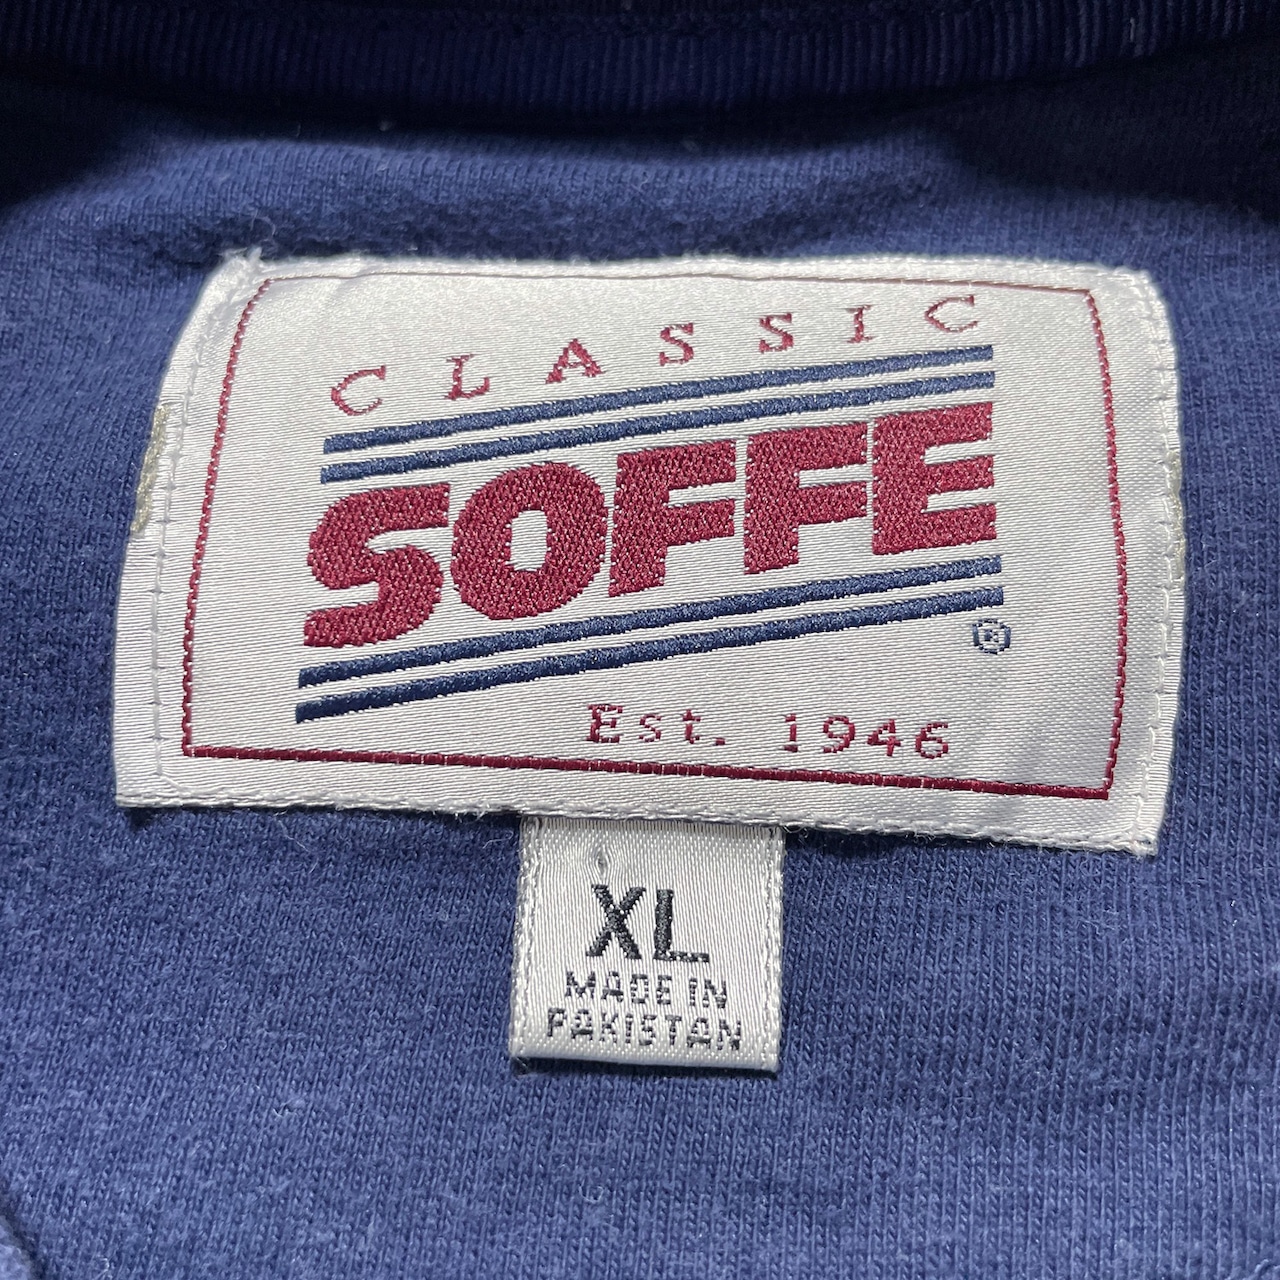 CLASSIC
SOFFE
®
Est. 1946
XL
MADE IN
PAKISTAN